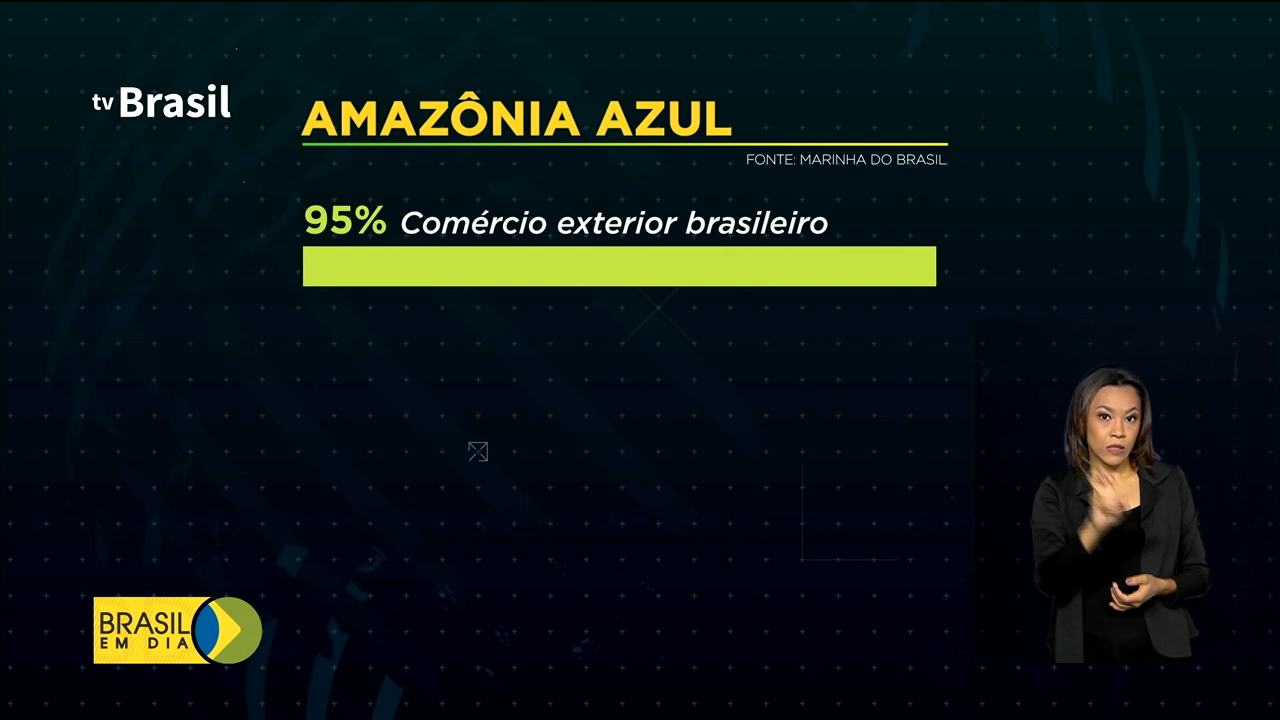 tv Brasil
AMAZÔNIA AZUL
FONTE: MARINHA DO BRASIL
95% Comércio exterior brasileiro
BRASIL
EM DIA